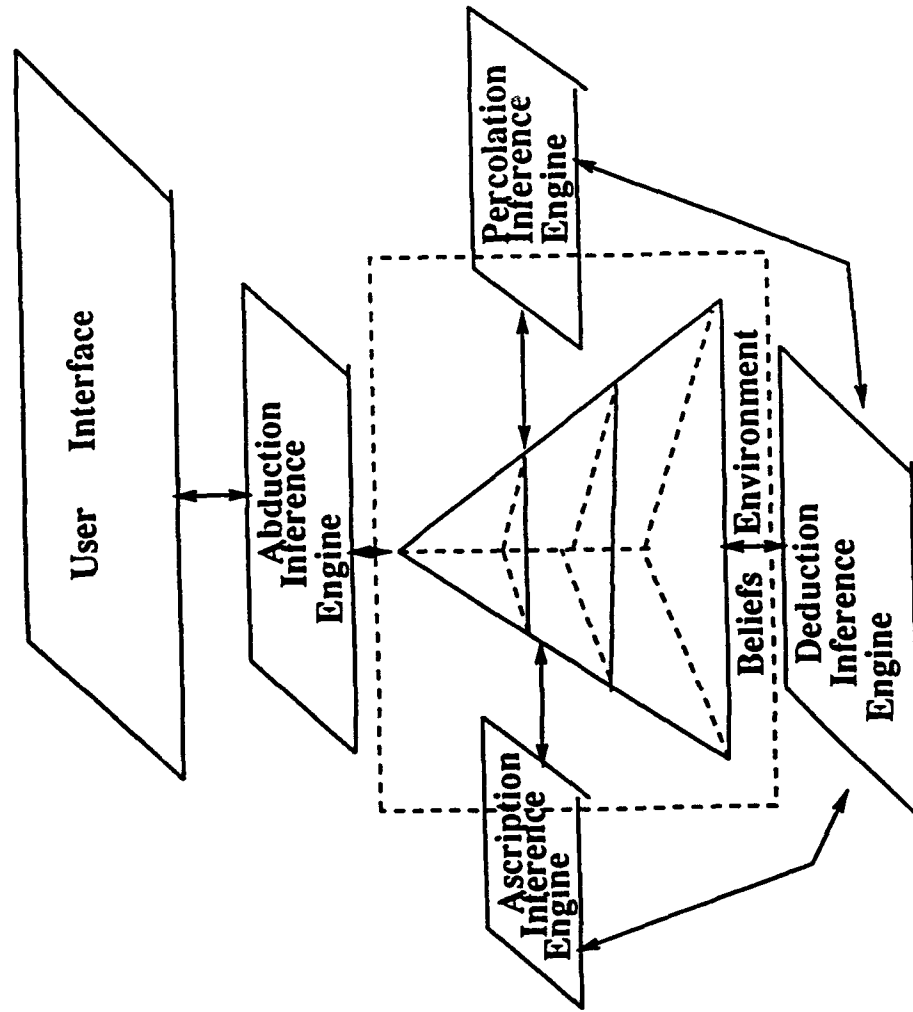 User Interface
Abduction
Inference
Engine
Ascription
Inference
Engine
Percolation
Inference
Engine
Beliefs Environment
Deduction
Inference
Engine